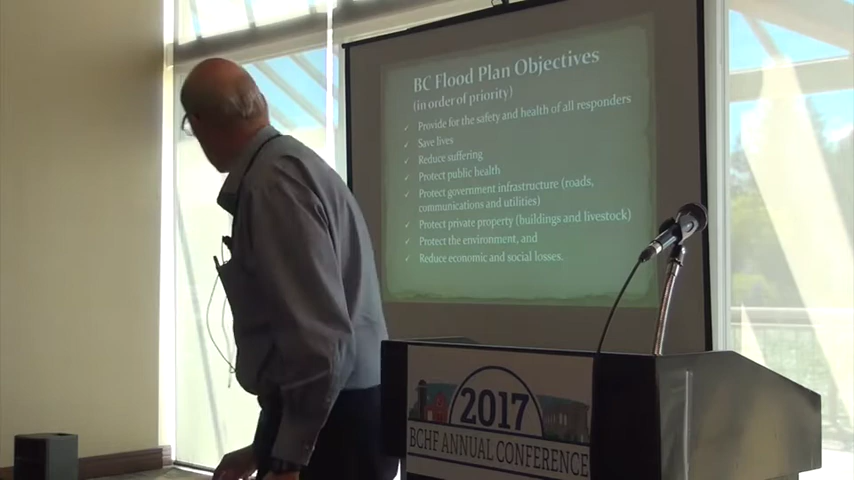 BC Flood Plan Objectives
(in order of priority)
✓ Provide for the safety and health of all responders
✓ Save lives
✓ Reduce suffering
✓ Protect public health
✓ Protect government infrastructure (roads,
communications and utilities)
✓ Protect private property (buildings and livestock)
✓ Protect the environment, and
✓ Reduce economic and social losses.
2017
BCHF ANNUAL CONFERENCE